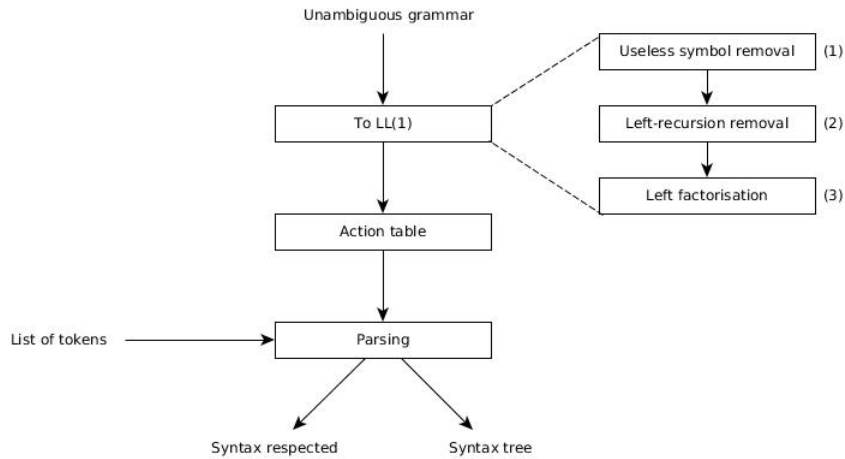 Unambiguous grammar
Useless symbol removal (1)
To LL(1)
Left-recursion removal (2)
Left factorisation (3)
Action table
List of tokens
Parsing
Syntax respected
Syntax tree